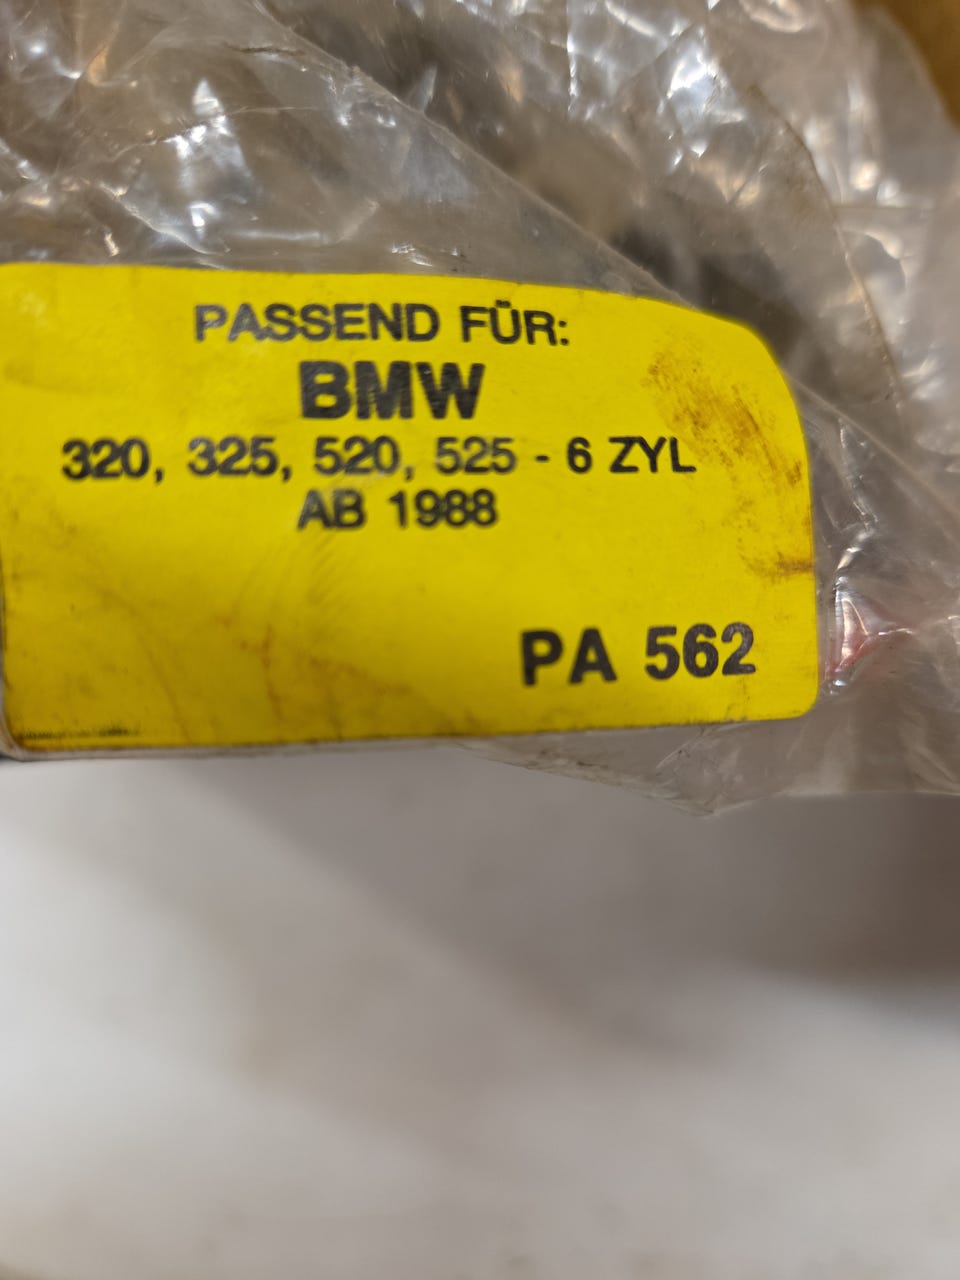 PASSEND FÜR:
BMW
320, 325, 520, 525 - 6 ZYL
AB 1988
PA 562